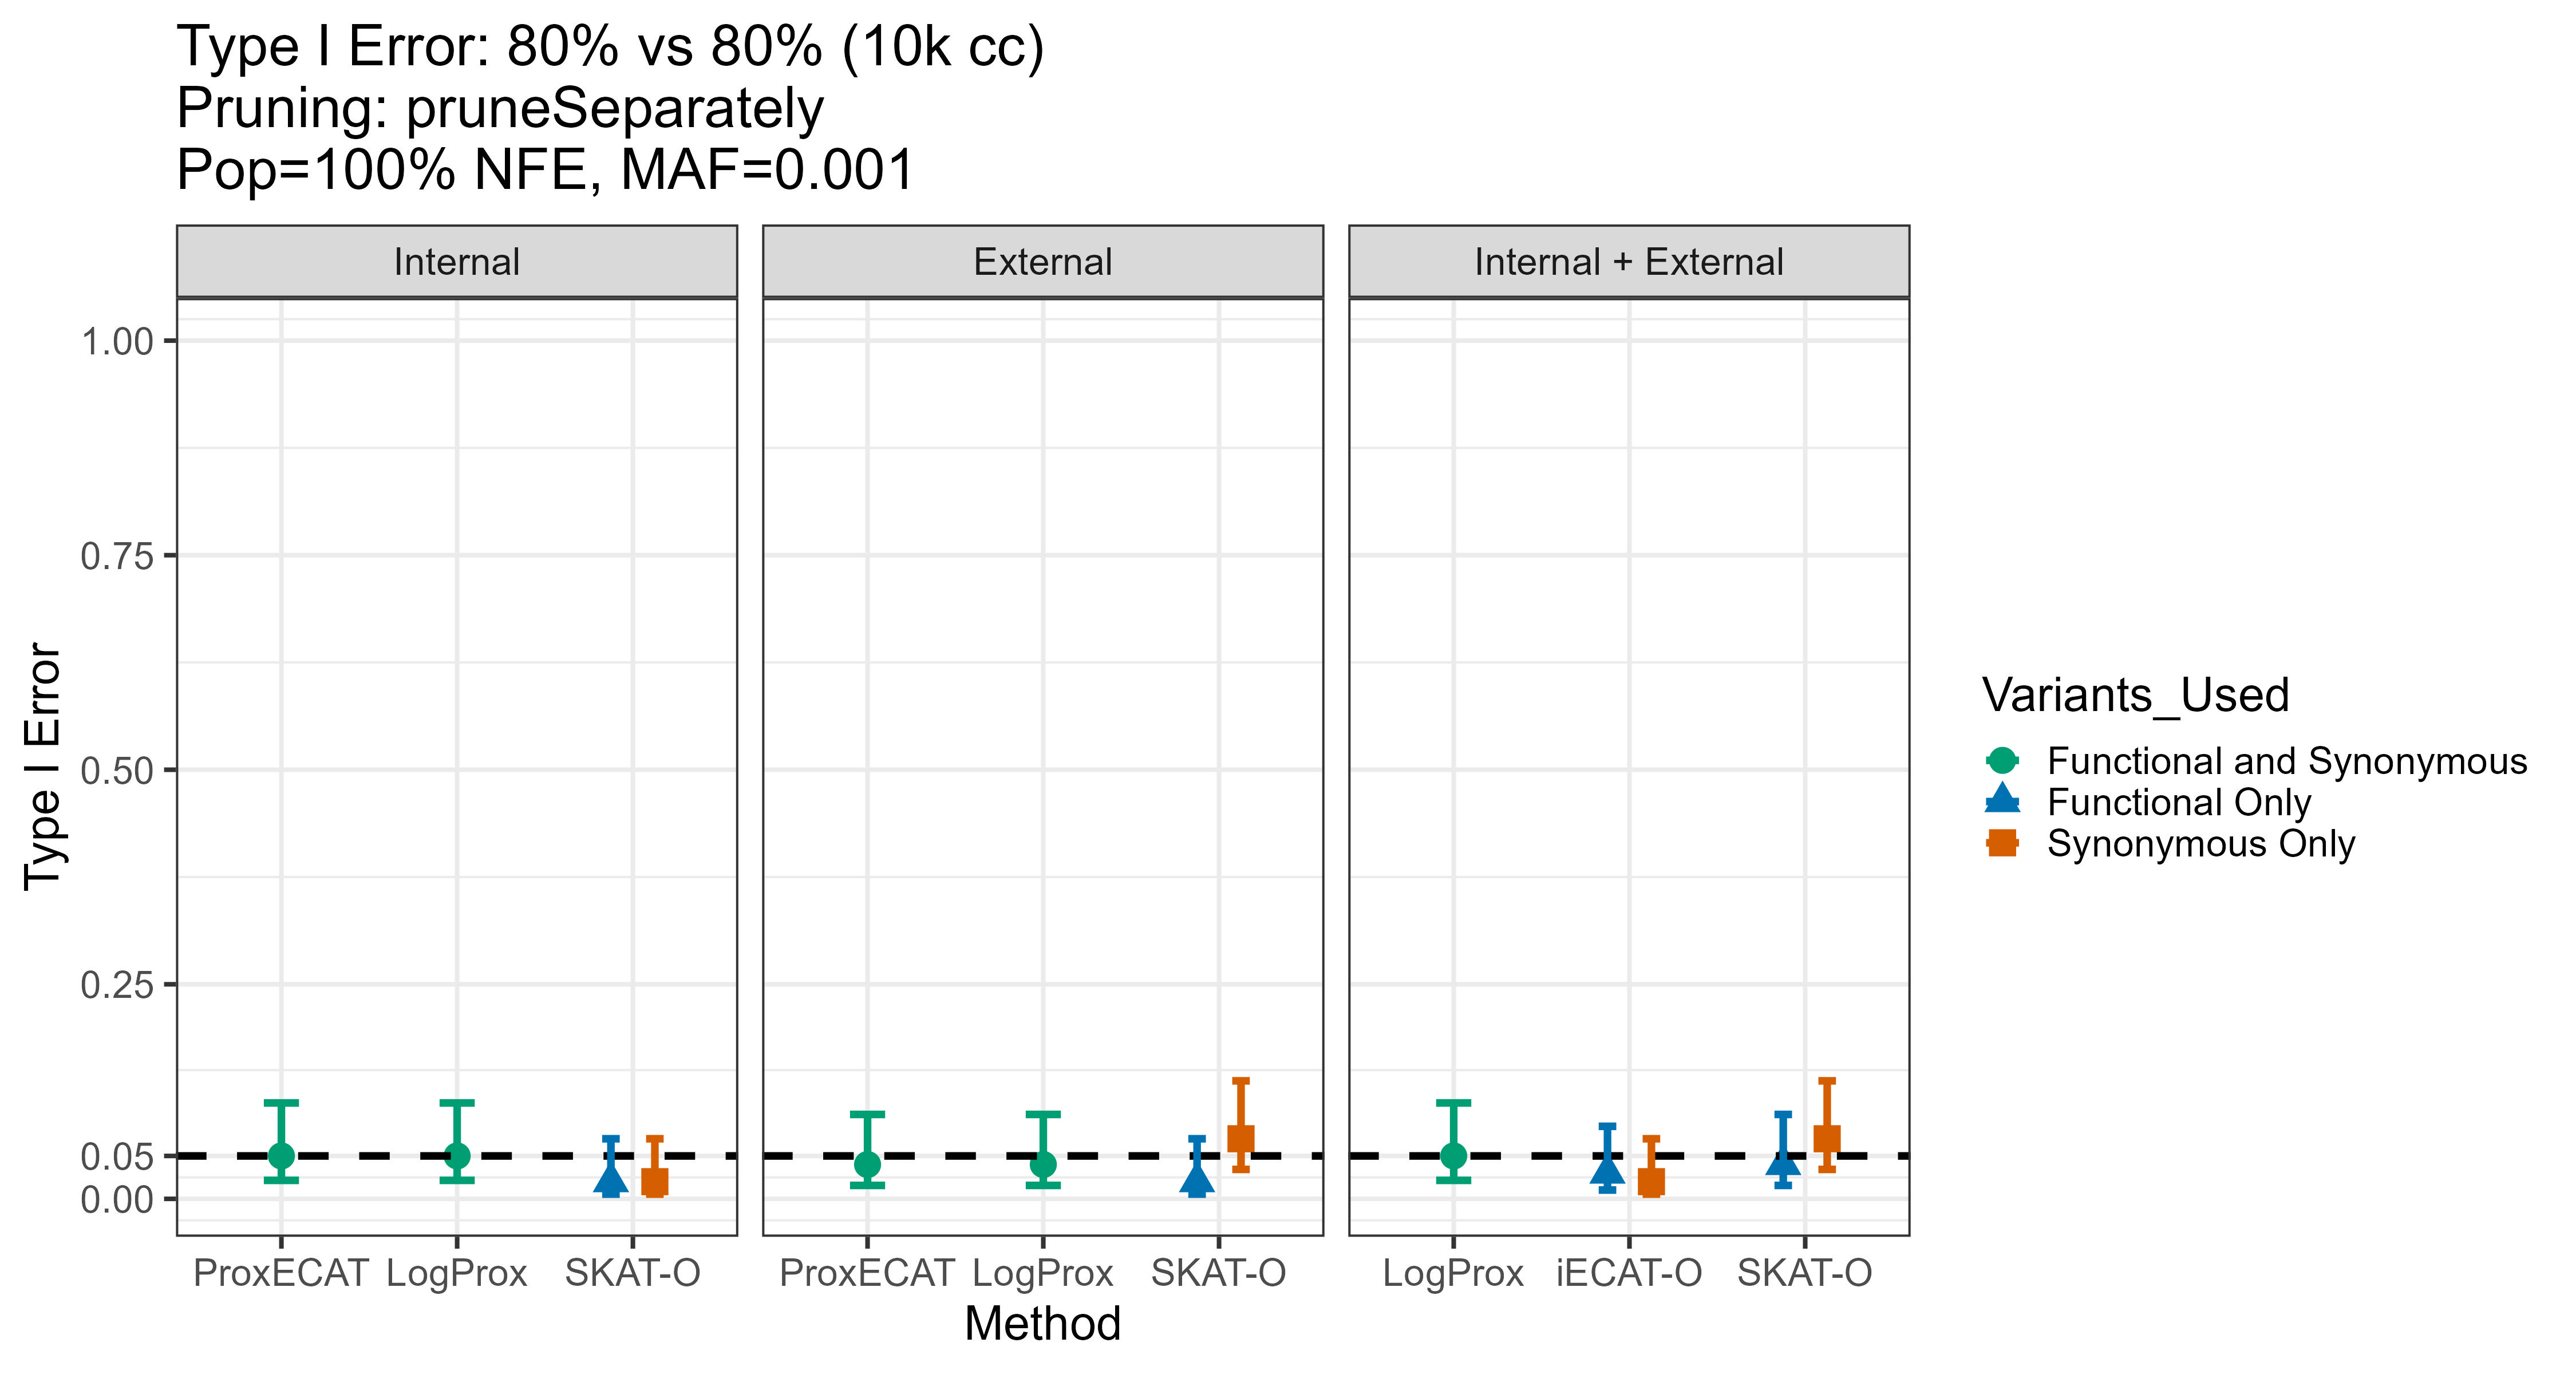 Type I Error: 80% vs 80% (10k cc)
Pruning: pruneSeparately
Pop=100% NFE, MAF=0.001
Internal
External
Internal + External
Type I Error
1.00
0.75
0.50
0.25
0.05
0.00
ProxECAT LogProx SKAT-O
ProxECAT LogProx SKAT-O
LogProx iECAT-O SKAT-O
Method
Variants_Used
Functional and Synonymous
Functional Only
Synonymous Only